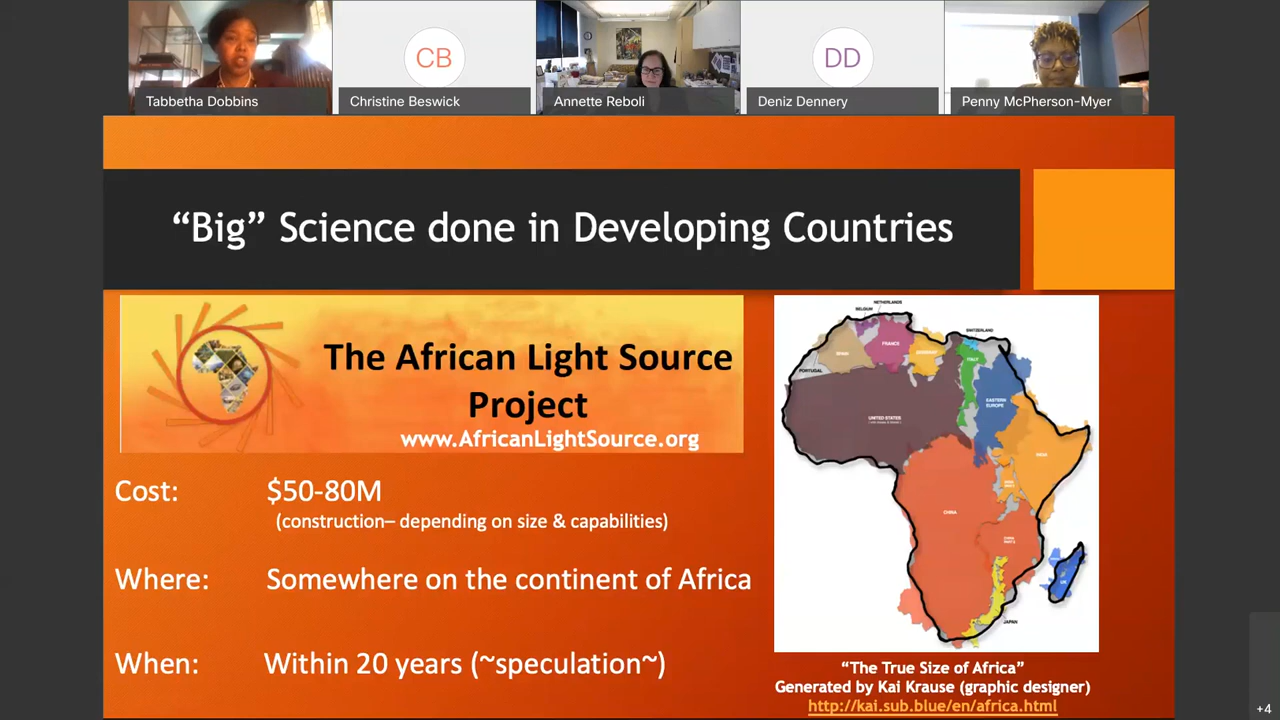 Tabbetha Dobbins
CB
Christine Beswick
Annette Reboli
DD
Deniz Dennery
Penny McPherson-Myer
“Big” Science done in Developing Countries
The African Light Source
Project
www.AfricanLightSource.org
Cost: $50-80M
(construction– depending on size & capabilities)
Where: Somewhere on the continent of Africa
When: Within 20 years (~speculation~)
NETHERLANDS
BELGIUM
SWITZERLAND
FRANCE
SPAIN
GERMANY
ITALY
PORTUGAL
EASTERN
EUROPE
UNITED STATES
INDIA
CHINA
JAPAN
“The True Size of Africa”
Generated by Kai Krause (graphic designer)
http://kai.sub.blue/en/africa.html
+4